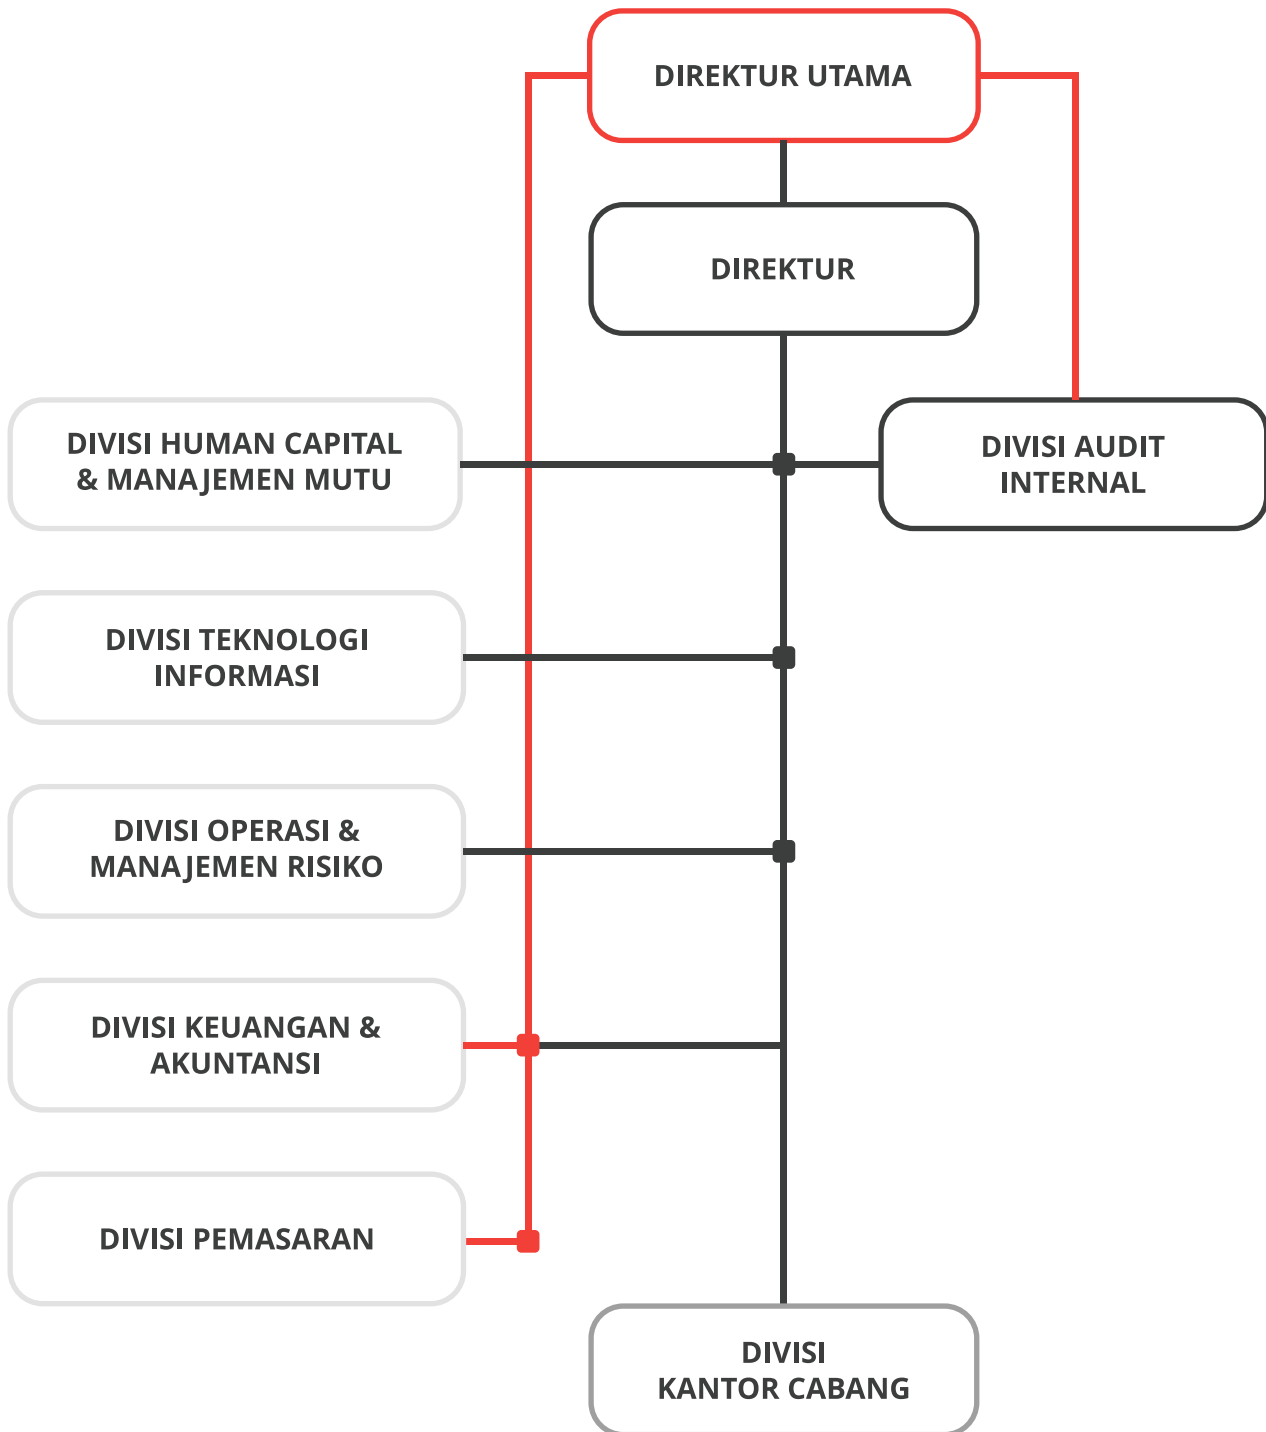 DIREKTUR UTAMA
DIREKTUR
DIVISI HUMAN CAPITAL
& MANAJEMEN MUTU
DIVISI AUDIT
INTERNAL
DIVISI TEKNOLOGI
INFORMASI
DIVISI OPERASI &
MANAJEMEN RISIKO
DIVISI KEUANGAN &
AKUNTANSI
DIVISI PEMASARAN
DIVISI
KANTOR CABANG